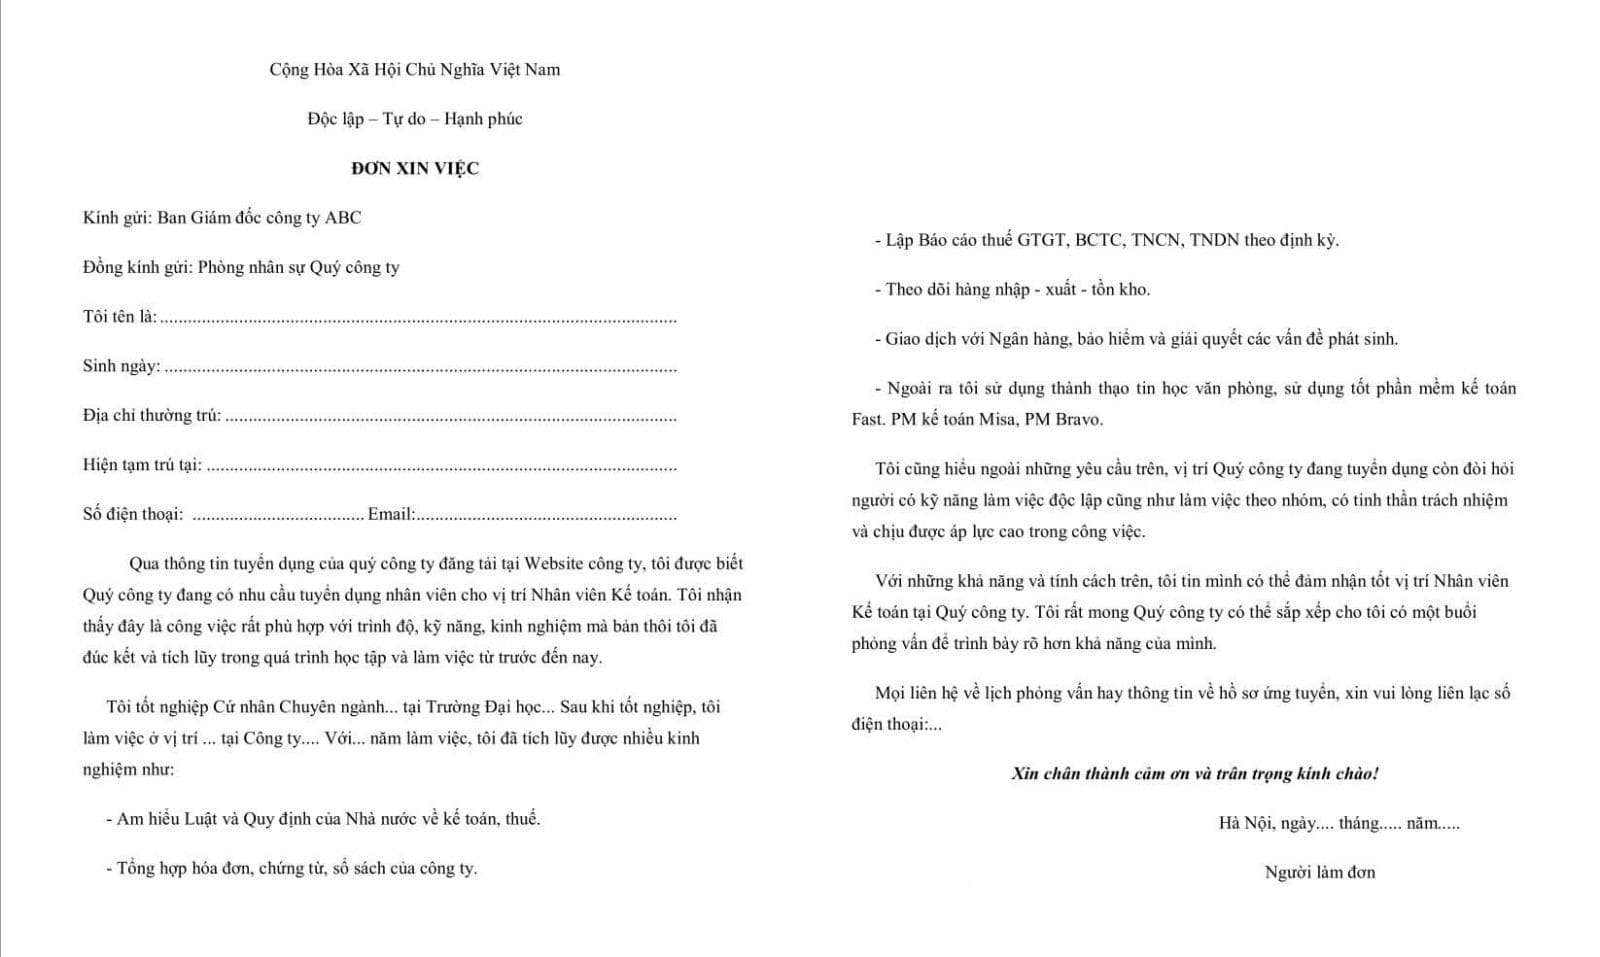 Cộng Hòa Xã Hội Chủ Nghĩa Việt Nam
Độc lập – Tự do – Hạnh phúc
ĐƠN XIN VIỆC
Kính gửi: Ban Giám đốc công ty ABC
Đồng kính gửi: Phòng nhân sự Quý công ty
Tôi tên là:................................................................................................................
Sinh ngày:...............................................................................................................
Địa chỉ thường trú: .................................................................................................
Hiện tạm trú tại: .....................................................................................................
Số điện thoại: ..................................... Email:........................................................
Qua thông tin tuyển dụng của quý công ty đăng tải tại Website công ty, tôi được biết
Quý công ty đang có nhu cầu tuyển dụng nhân viên cho vị trí Nhân viên Kế toán. Tôi nhận
thấy đây là công việc rất phù hợp với trình độ, kỹ năng, kinh nghiệm mà bản thôi tôi đã
đúc kết và tích lũy trong quá trình học tập và làm việc từ trước đến nay.
Tôi tốt nghiệp Cứ nhân Chuyên ngành... tại Trường Đại học... Sau khi tốt nghiệp, tôi
làm việc ở vị trí ... tại Công ty.... Với... năm làm việc, tôi đã tích lũy được nhiều kinh
nghiệm như:
- Am hiểu Luật và Quy định của Nhà nước về kế toán, thuế.
- Tổng hợp hóa đơn, chứng từ, sổ sách của công ty.
- Lập Báo cáo thuế GTGT, BCTC, TNCN, TNDN theo định kỳ.
- Theo dõi hàng nhập - xuất - tồn kho.
- Giao dịch với Ngân hàng, bảo hiểm và giải quyết các vấn đề phát sinh.
- Ngoài ra tôi sử dụng thành thạo tin học văn phòng, sử dụng tốt phần mềm kế toán
Fast. PM kế toán Misa, PM Bravo.
Tôi cũng hiểu ngoài những yêu cầu trên, vị trí Quý công ty đang tuyển dụng còn đòi hỏi
người có kỹ năng làm việc độc lập cũng như làm việc theo nhóm, có tinh thần trách nhiệm
và chịu được áp lực cao trong công việc.
Với những khả năng và tính cách trên, tôi tin mình có thể đảm nhận tốt vị trí Nhân viên
Kế toán tại Quý công ty. Tôi rất mong Quý công ty có thể sắp xếp cho tôi có một buổi
phỏng vấn để trình bày rõ hơn khả năng của mình.
Mọi liên hệ về lịch phỏng vấn hay thông tin về hồ sơ ứng tuyển, xin vui lòng liên lạc số
điện thoại:...
Xin chân thành cảm ơn và trân trọng kính chào!
Hà Nội, ngày.... tháng..... năm.....
Người làm đơn